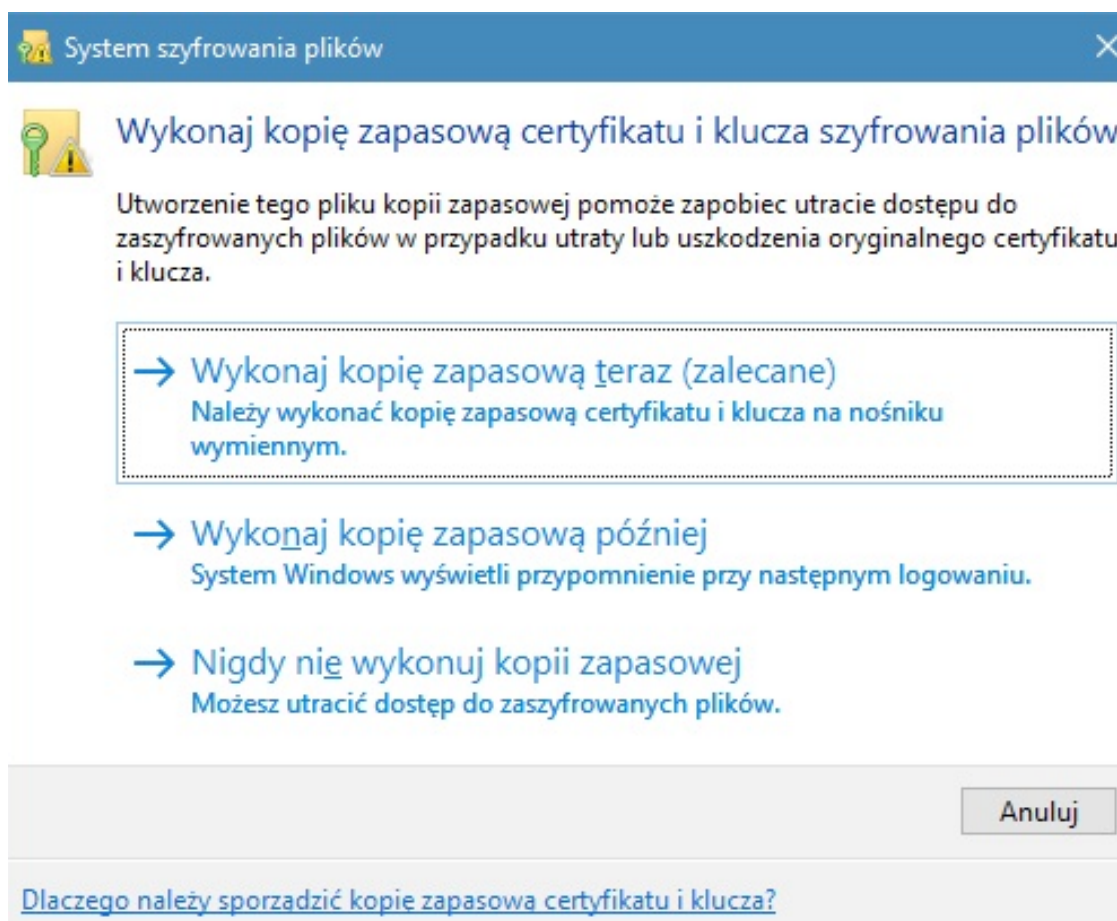 System szyfrowania plików
Wykonaj kopię zapasową certyfikatu i klucza szyfrowania plików
Utworzenie tego pliku kopii zapasowej pomoże zapobiec utracie dostępu do
zaszyfrowanych plików w przypadku utraty lub uszkodzenia oryginalnego certyfikatu
i klucza.
Wykonaj kopię zapasową teraz (zalecane)
Należy wykonać kopię zapasową certyfikatu i klucza na nośniku
wymiennym.
Wykonaj kopię zapasową później
System Windows wyświetli przypomnienie przy następnym logowaniu.
Nigdy nie wykonuj kopii zapasowej
Możesz utracić dostęp do zaszyfrowanych plików.
Anuluj
Dlaczego należy sporządzić kopię zapasową certyfikatu i klucza?